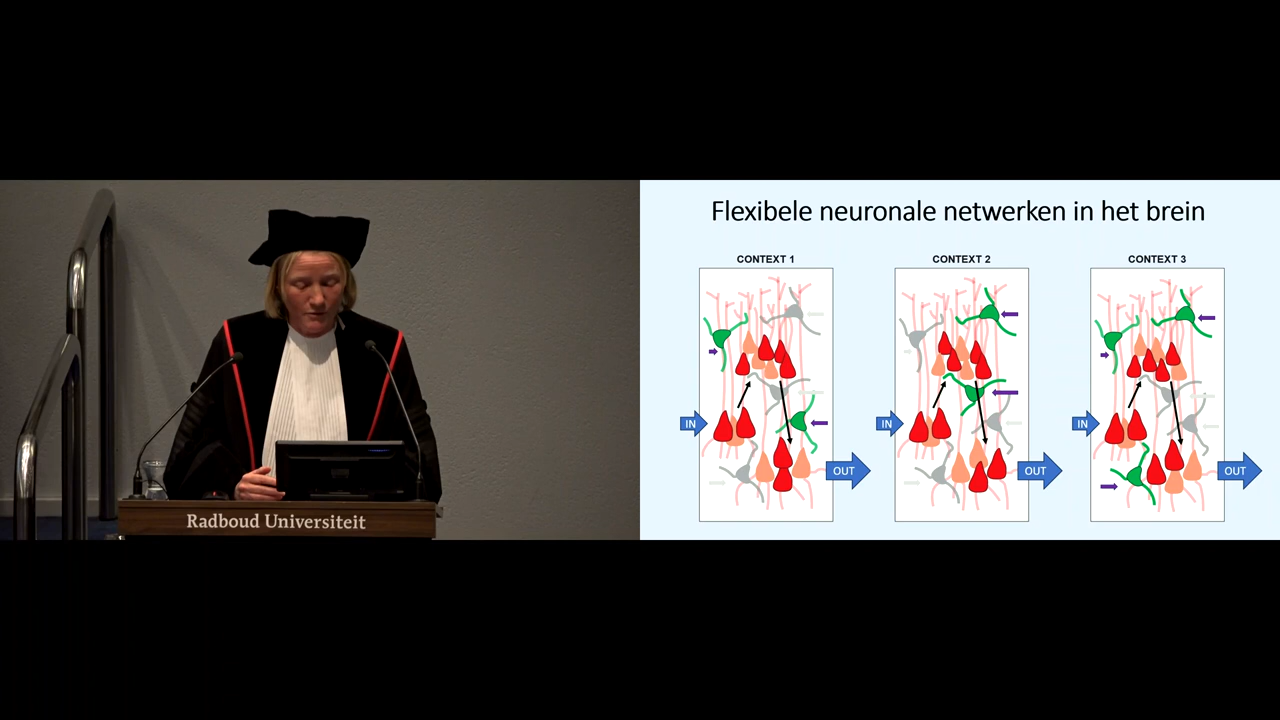 Flexibele neuronale netwerken in het brein
CONTEXT 1
CONTEXT 2
CONTEXT 3
IN
OUT
IN
OUT
IN
OUT
Radboud Universiteit